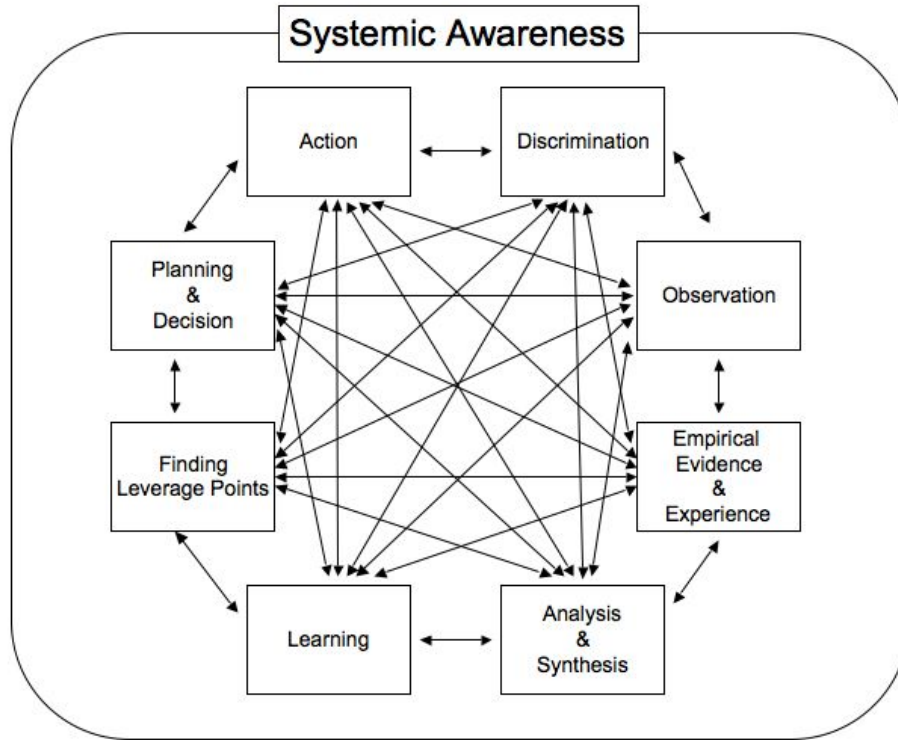 Systemic Awareness
Action
Discrimination
Planning
&
Decision
Observation
Finding
Leverage Points
Empirical
Evidence
&
Experience
Learning
Analysis
&
Synthesis